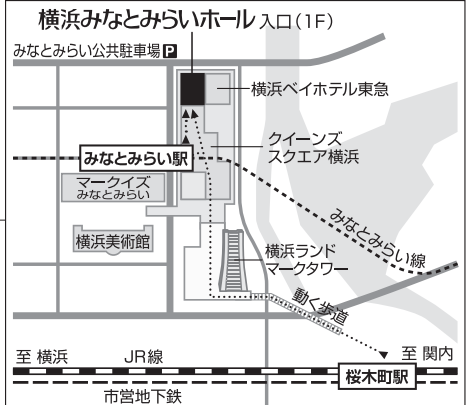 横浜みなとみらいホール 入口(1F)
みなとみらい公共駐車場 P
横浜ベイホテル東急
クイーンズ
スクエア横浜
みなとみらい駅
マークイズ
みなとみらい
みなとみらい線
横浜美術館
横浜ランド
マークタワー
動く歩道
至 横浜
JR線
至 関内
桜木町駅
市営地下鉄